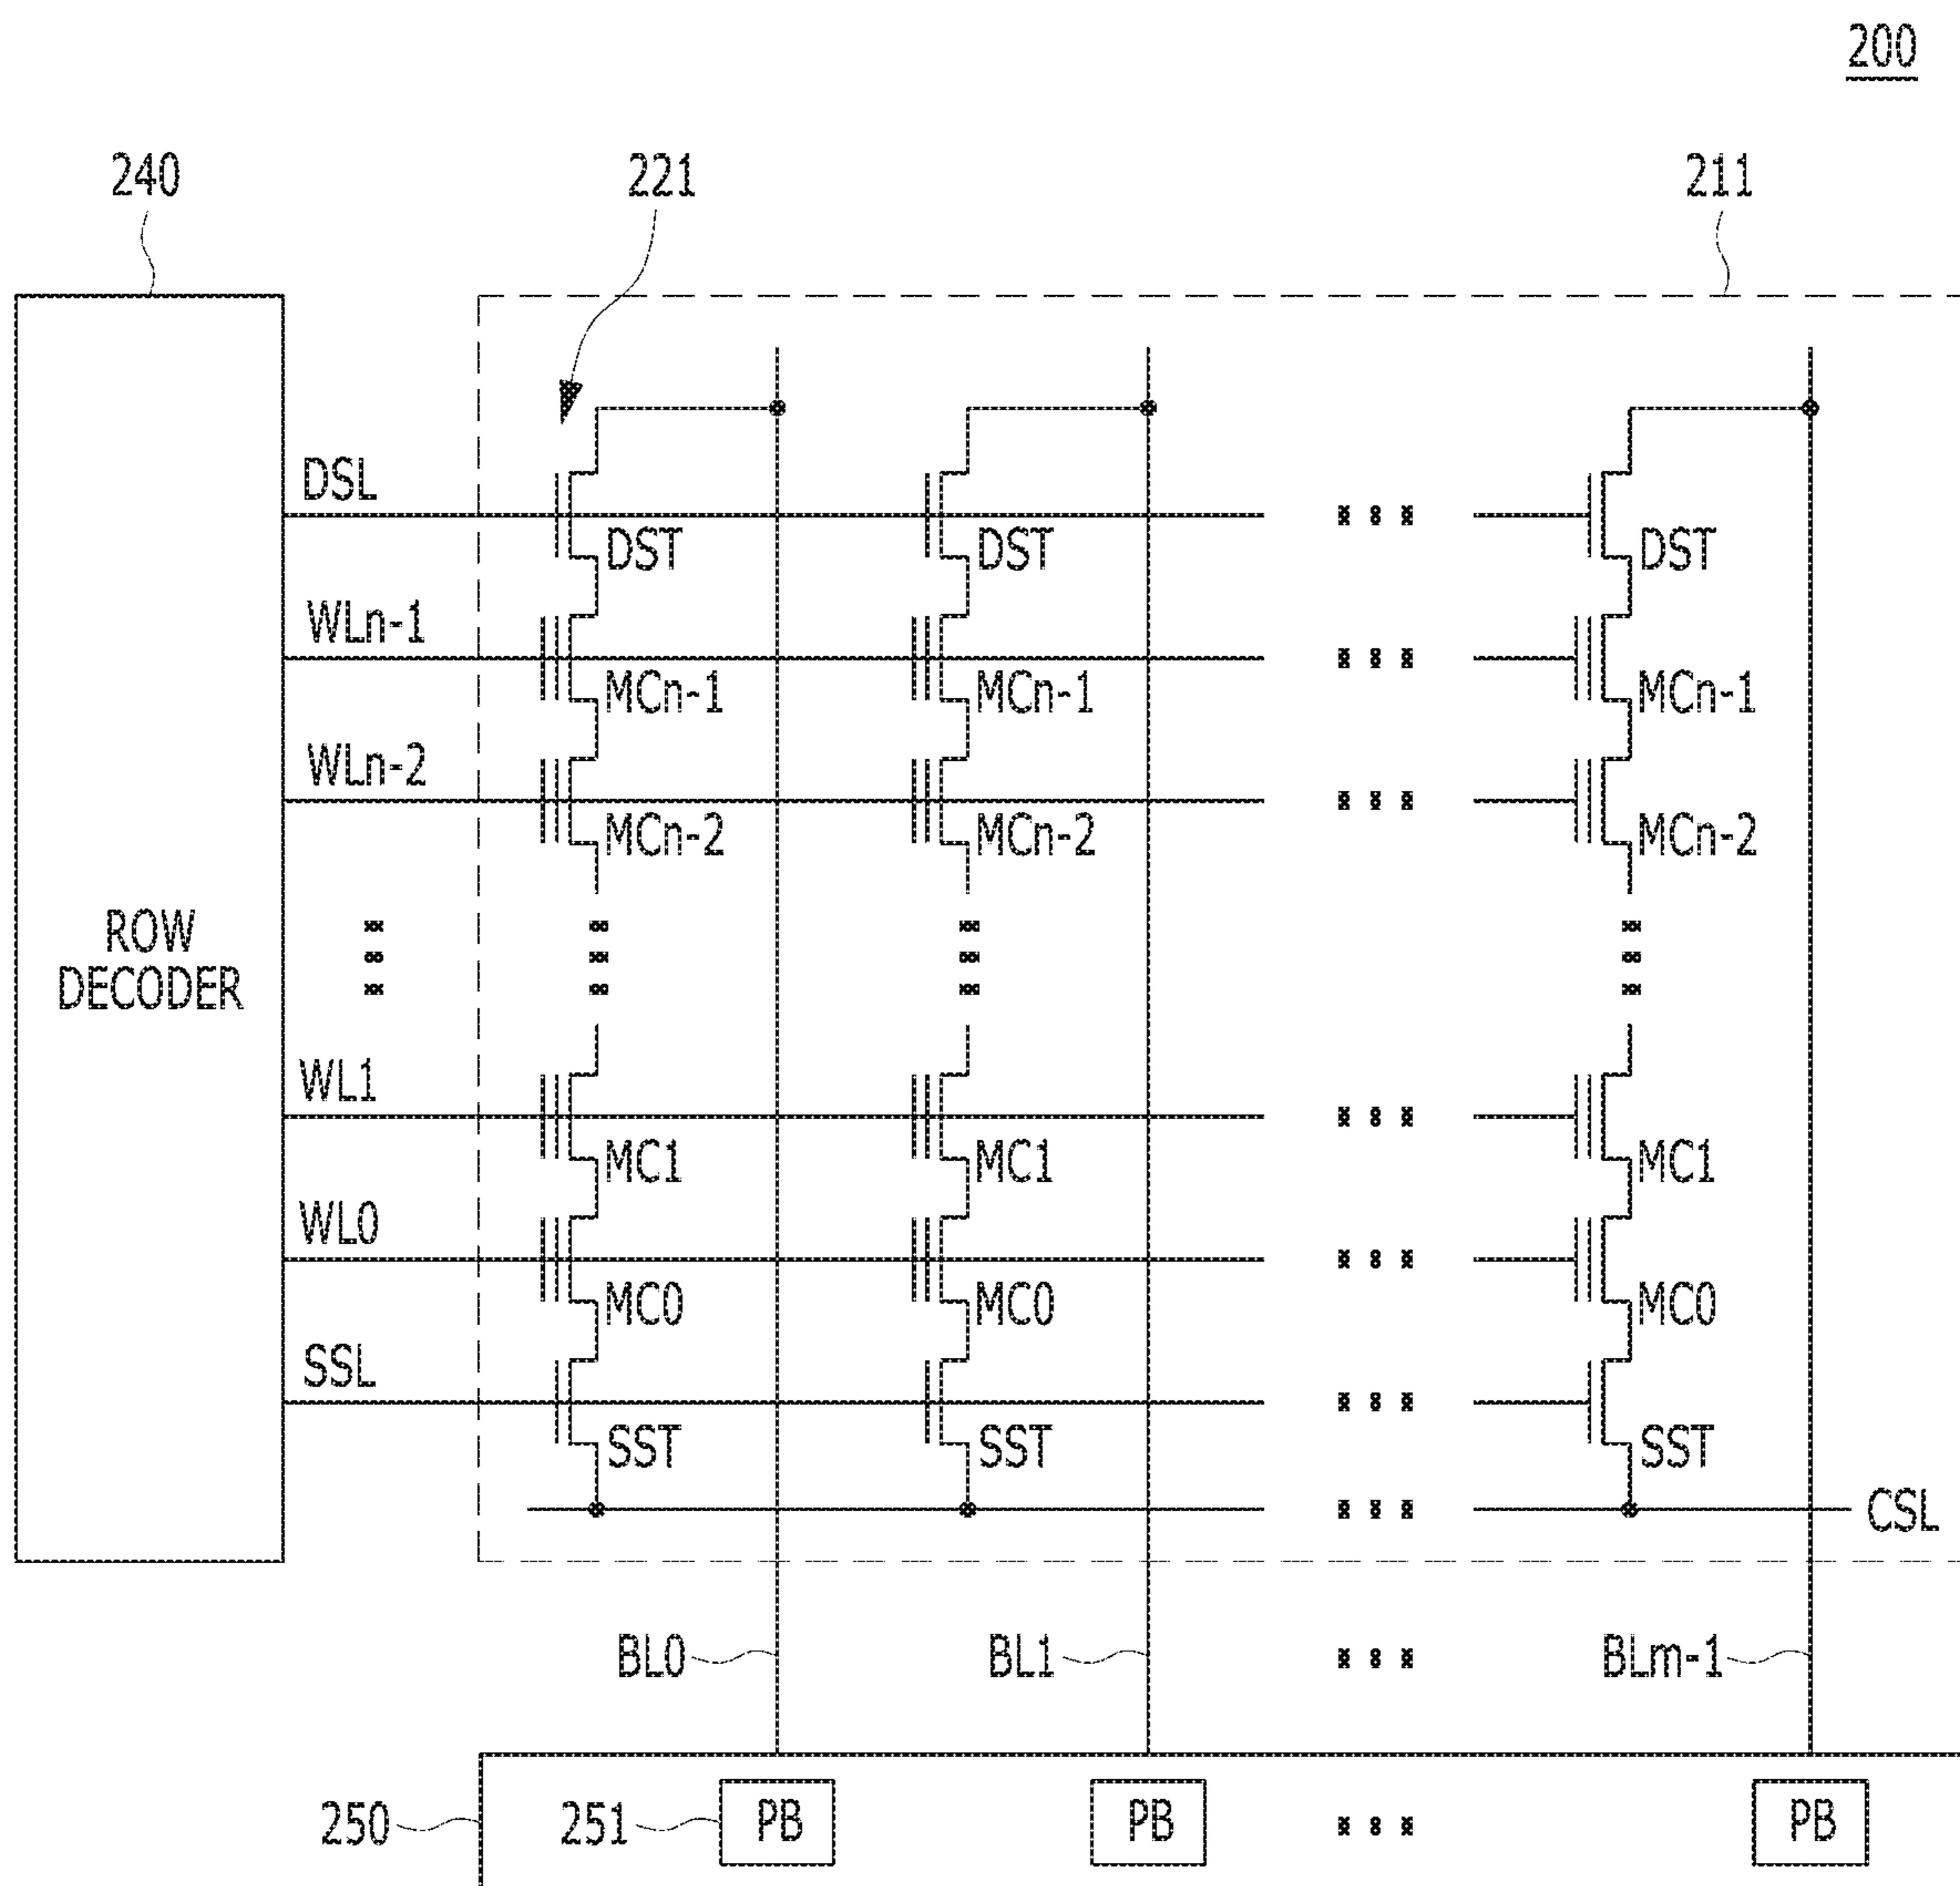 200
240 221 211
DSL
DST DST DST
WLn-1
MCn-1 MCn-1 MCn-1
WLn-2
MCn-2 MCn-2 MCn-2
ROW
DECODER
WL1
MC1 MC1 MC1
WL0
MC0 MC0 MC0
SSL
SST SST SST
CSL
BL0 BL1 BLm-1
250 251 PB PB PB